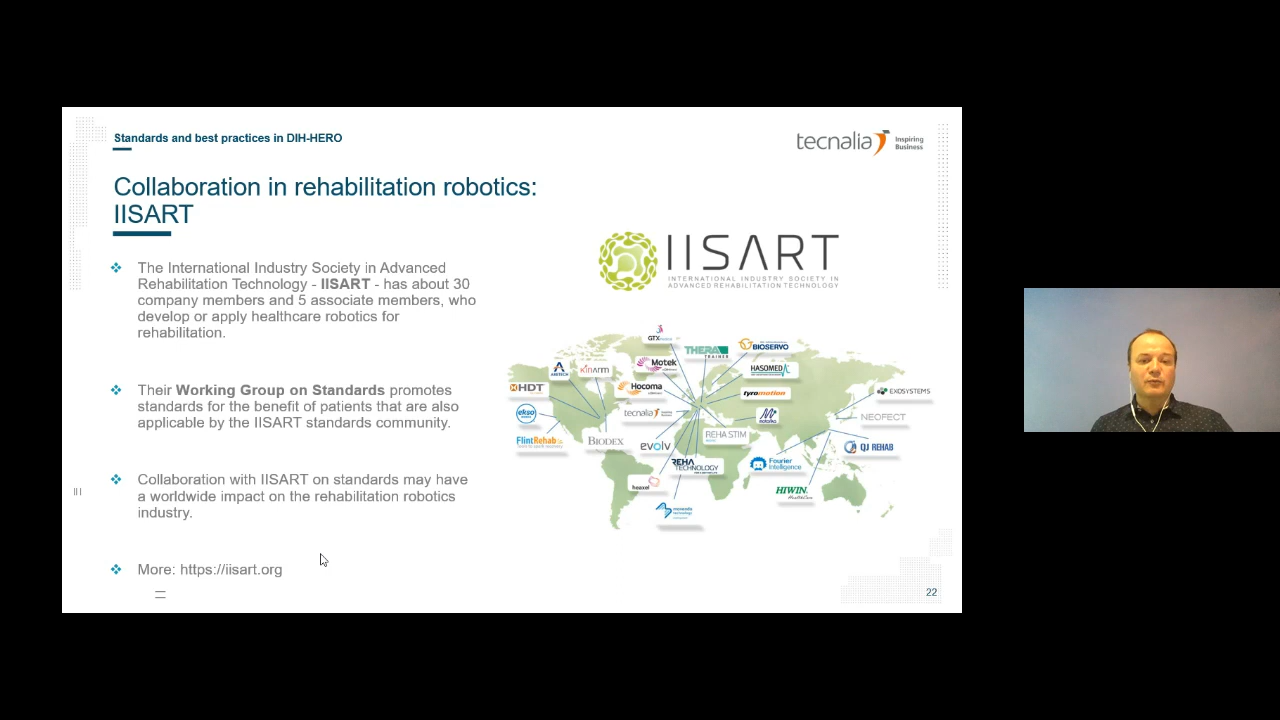 Standards and best practices in DIH-HERO
tecnalia Inspiring
Business
Collaboration in rehabilitation robotics:
IISART
IISART
INTERNATIONAL INDUSTRY SOCIETY IN
ADVANCED REHABILITATION TECHNOLOGY
The International Industry Society in Advanced
Rehabilitation Technology - IISART - has about 30
company members and 5 associate members, who
develop or apply healthcare robotics for
rehabilitation.
Their Working Group on Standards promotes
standards for the benefit of patients that are also
applicable by the IISART standards community.
Collaboration with IISART on standards may have
a worldwide impact on the rehabilitation robotics
industry.
More: https://iisart.org
GTX
THERA
TRAINER
BIOSERVO
kinarm
Motek
HASOMED
HDT
Hocoma
tyromotion
EXOSYSTEMS
ekso
tecnalia
motorika
NEOFECT
FlintRehab
BIODEX
evolv
REHA STIM
QJ REHAB
REHA
TECHNOLOGY
Fourier
Intelligence
heaxel
HIWIN
Healthcare
technology
22